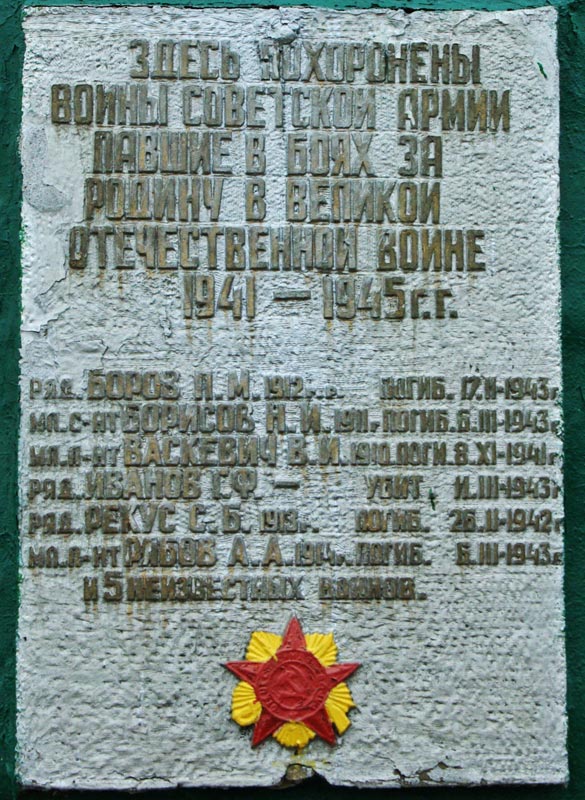 ЗДЕСЬ ПОХОРОНЕНЫ
ВОИНЫ СОВЕТСКОЙ АРМИИ
ПАВШИЕ В БОЯХ ЗА
РОДИНУ В ВЕЛИКОЙ
ОТЕЧЕСТВЕННОЙ ВОЙНЕ
1941 — 1945 г.г.
РЯД. БОРОЗ Н.М. 1912 г.р. ПОГИБ. 17.II-1943 г
МЛ. С-НТ БОРИСОВ Н.И. 1911 г ПОГИБ. 6.III-1943 г.
МЛ. Л-НТ ВАСКЕВИЧ В.И. 1910 ПОГИ. 8.XI-1941 г.
РЯД. ИВАНОВ Г.Ф. — УБИТ III-1943 г
РЯД. РЕКУС С.Б. 1913 г. ПОГИБ. 26.II-1942 г
МЛ. Л-НТ РЯБОВ А.А. 1914 г. ПОГИБ. 6.III-1943 г
И 5 НЕИЗВЕСТНЫХ ВОИНОВ.